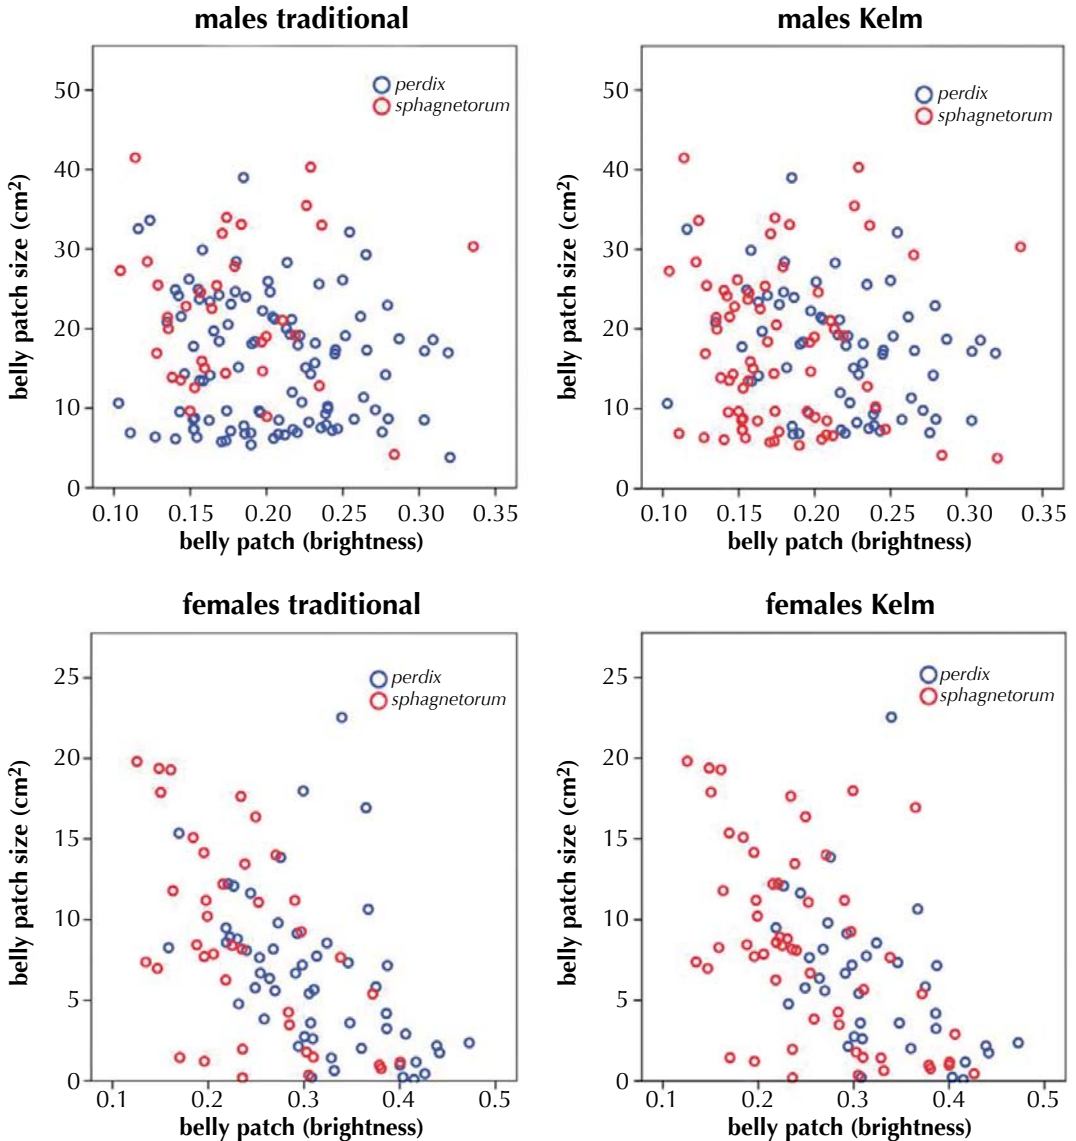 males traditional
belly patch size (cm²)
50
40
30
20
10
0
perdix
sphagnetorum
0.10 0.15 0.20 0.25 0.30 0.35
belly patch (brightness)
males Kelm
belly patch size (cm²)
50
40
30
20
10
0
perdix
sphagnetorum
0.10 0.15 0.20 0.25 0.30 0.35
belly patch (brightness)
females traditional
belly patch size (cm²)
25
20
15
10
5
0
perdix
sphagnetorum
0.1 0.2 0.3 0.4 0.5
belly patch (brightness)
females Kelm
belly patch size (cm²)
25
20
15
10
5
0
perdix
sphagnetorum
0.1 0.2 0.3 0.4 0.5
belly patch (brightness)